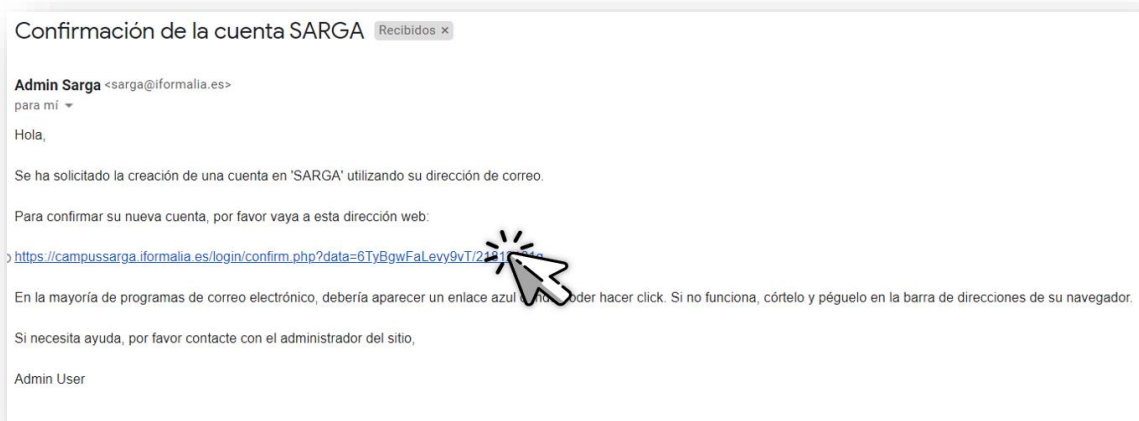 Confirmación de la cuenta SARGA Recibidos ×
Admin Sarga <sarga@iformalia.es>
para mí
Hola,
Se ha solicitado la creación de una cuenta en 'SARGA' utilizando su dirección de correo.
Para confirmar su nueva cuenta, por favor vaya a esta dirección web:
https://campussarga.iformalia.es/login/confirm.php?data=6TyBgwFaLevy9vT/
En la mayoría de programas de correo electrónico, debería aparecer un enlace azul poder hacer click. Si no funciona, córtelo y péguelo en la barra de direcciones de su navegador.
Si necesita ayuda, por favor contacte con el administrador del sitio,
Admin User